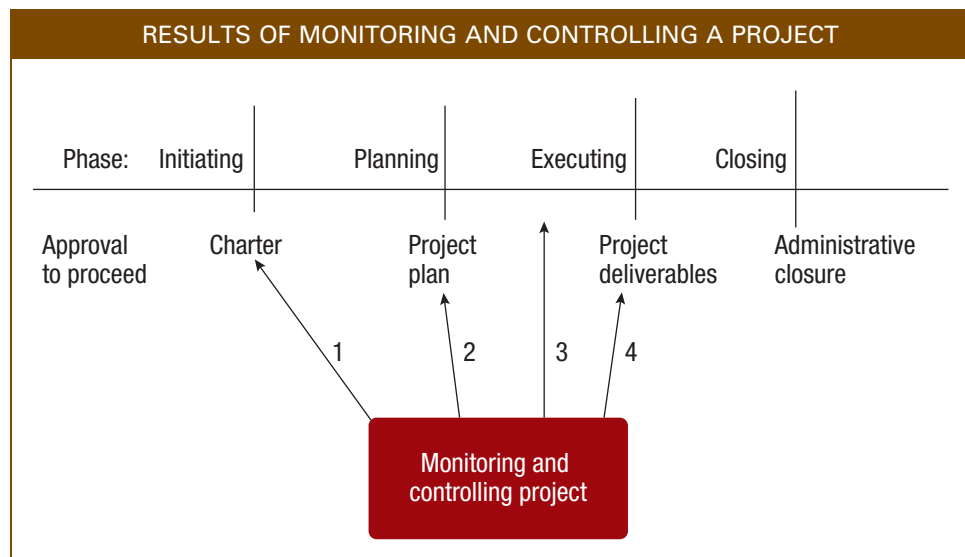 RESULTS OF MONITORING AND CONTROLLING A PROJECT
Phase: Initiating Planning Executing Closing
Approval to proceed
Charter
Project plan
Project deliverables
Administrative closure
1 2 3 4
Monitoring and
controlling project